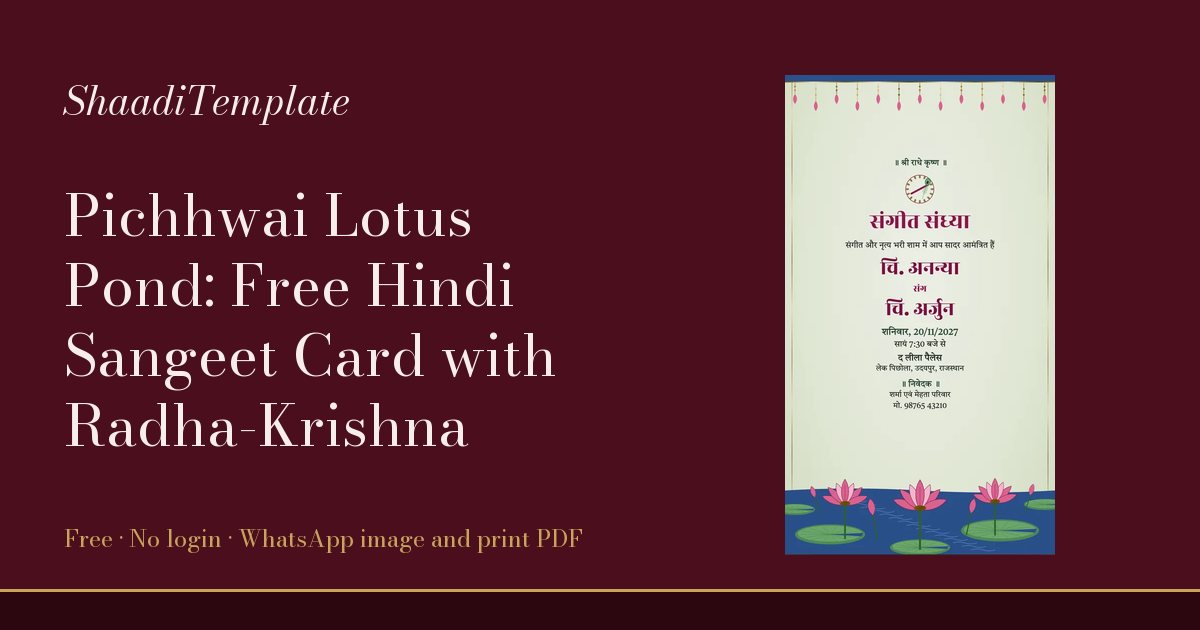 ShaadiTemplate
Pichhwai Lotus
Pond: Free Hindi
Sangeet Card with
Radha-Krishna
Free · No login · WhatsApp image and print PDF
॥ श्री राधे कृष्ण ॥
संगीत संध्या
संगीत और नृत्य भरी शाम में आप सादर आमंत्रित हैं
चि. अनन्या
संग
चि. अर्जुन
शनिवार, 20/11/2027
सायं 7:30 बजे से
द लीला पैलेस
लेक पिछोला, उदयपुर, राजस्थान
॥ निवेदक ॥
शर्मा एवं मेहता परिवार
मो. 98765 43210